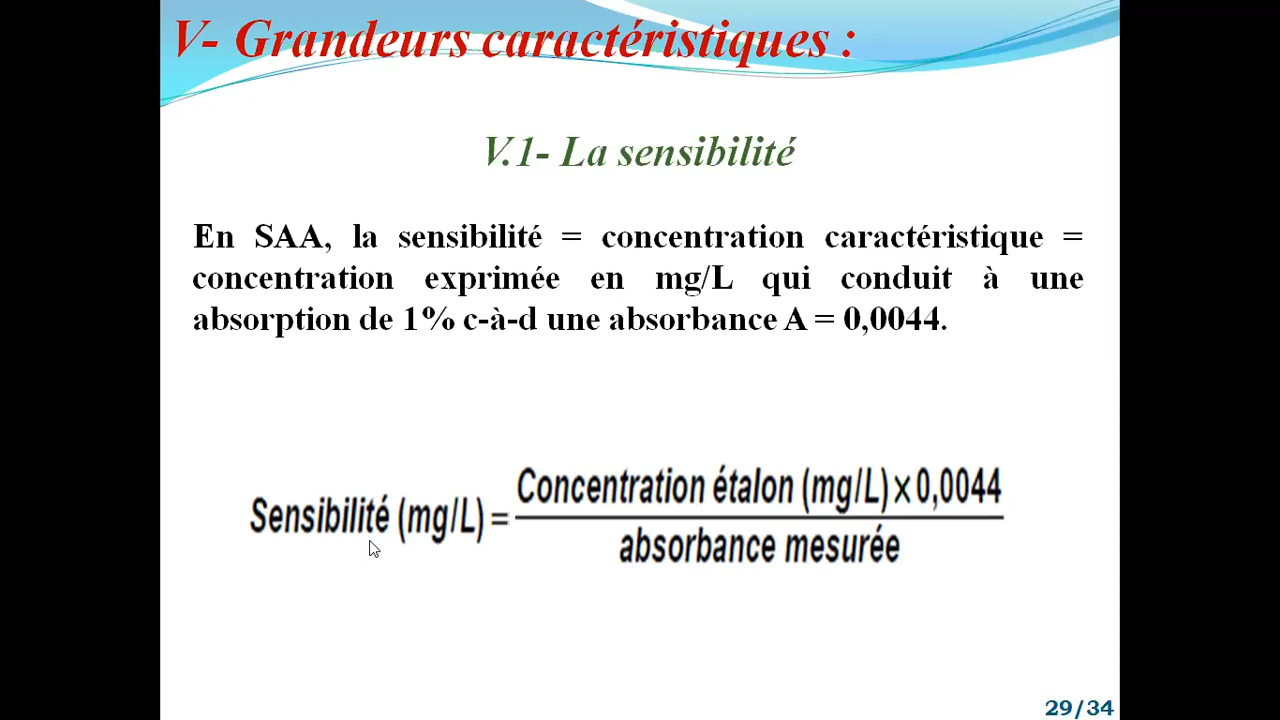 V- Grandeurs caractéristiques :
V.1- La sensibilité
En SAA, la sensibilité = concentration caractéristique =
concentration exprimée en mg/L qui conduit à une
absorption de 1% c-à-d une absorbance A = 0,0044.
Concentration étalon (mg/L) × 0,0044
Sensibilité (mg/L) =
absorbance mesurée
29/34